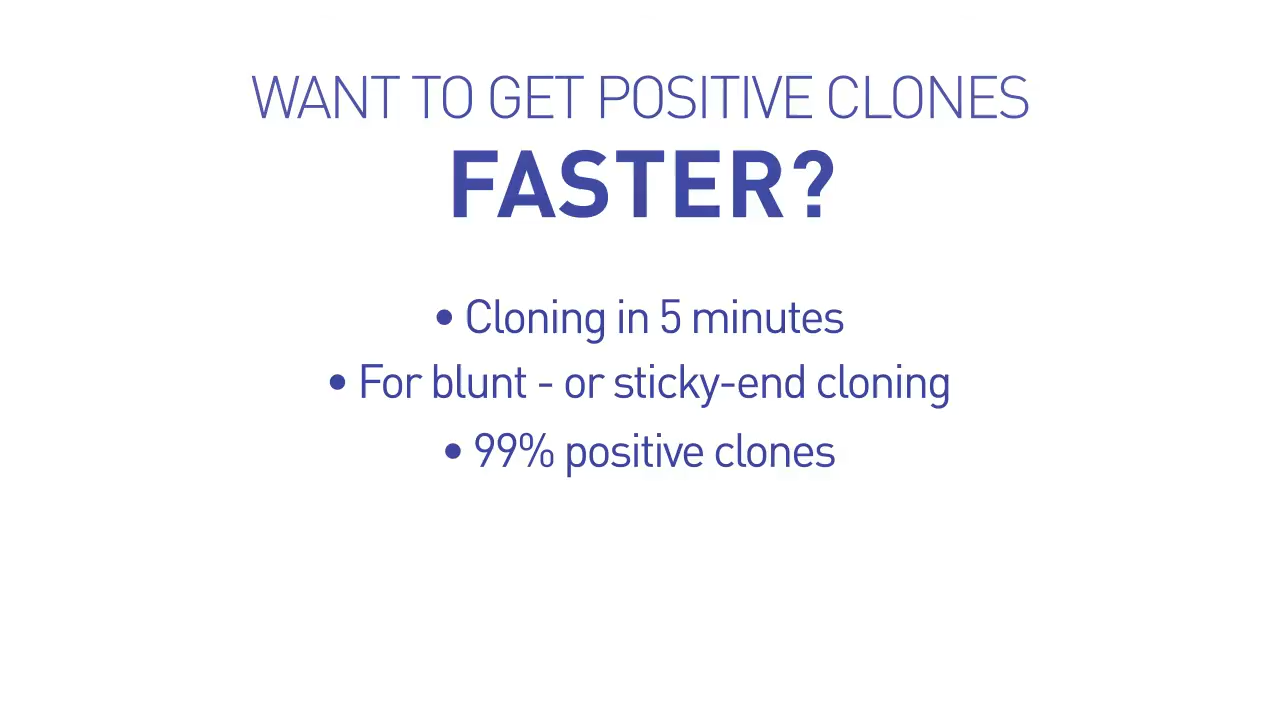 WANT TO GET POSITIVE CLONES
FASTER?
• Cloning in 5 minutes
• For blunt - or sticky-end cloning
• 99% positive clones